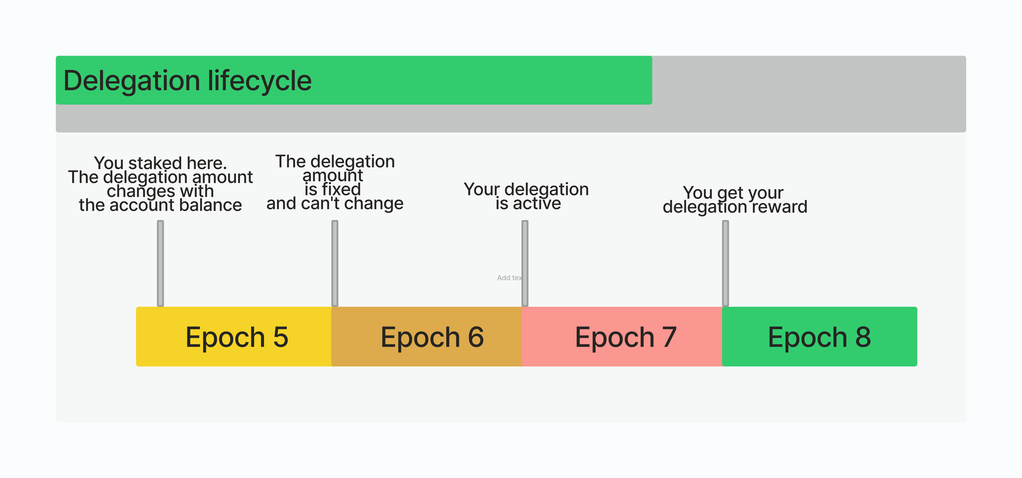 Delegation lifecycle
You staked here.
The delegation amount
changes with
the account balance
The delegation
amount
is fixed
and can't change
Your delegation
is active
You get your
delegation reward
Add tex
Epoch 5
Epoch 6
Epoch 7
Epoch 8